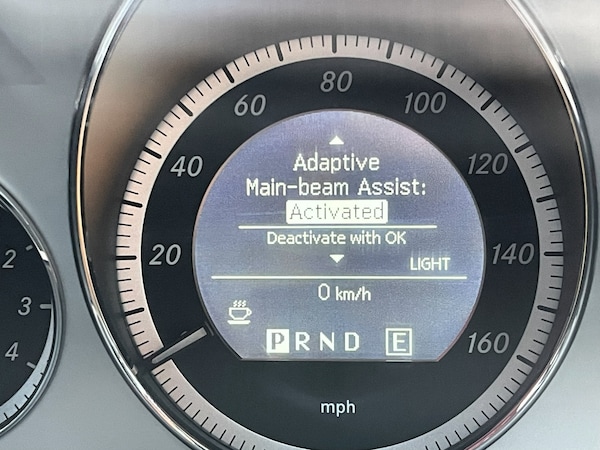 80
60 100
40 120
20 140
160
Adaptive
Main-beam Assist:
Activated
Deactivate with OK
LIGHT
0 km/h
P R N D E
mph
2
3
4